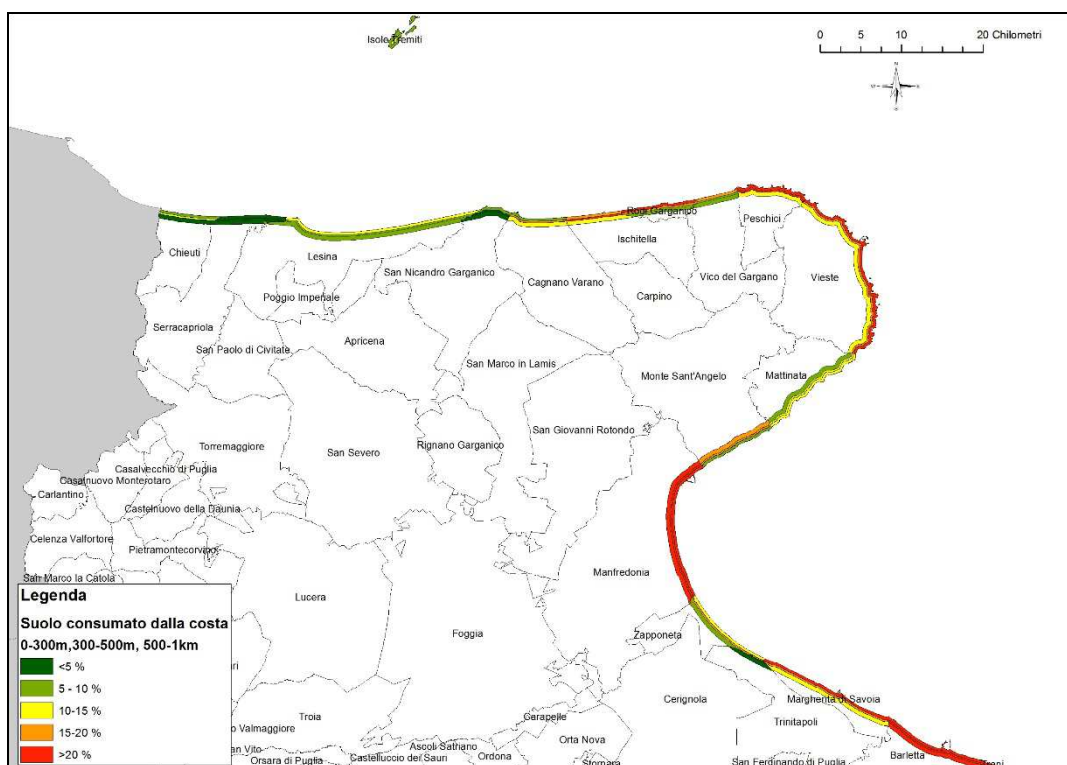 Isole Tremiti
0 5 10 20 Chilometri
N
Rodi Garganico
Peschici
Chieuti
Ischitella
Lesina
San Nicandro Garganico
Vico del Gargano
Vieste
Cagnano Varano
Poggio Imperiale
Carpino
Serracapriola
Apricena
San Paolo di Civitate
San Marco in Lamis
Monte Sant'Angelo
Mattinata
San Giovanni Rotondo
Torremaggiore
San Severo
Rignano Garganico
Casalvecchio di Puglia
Casalnuovo Monterotaro
Carlantino
Castelnuovo della Daunia
Celenza Valfortore
Pietramontecorvino
Manfredonia
San Marco la Catola
Lucera
Foggia
Zapponeta
Cerignola
Margherita di Savoia
Trinitapoli
Troia
Carapelle
Orta Nova
Ascoli Satriano
Ordona
Castelluccio dei Sauri
Orsara di Puglia
Stornara
San Ferdinando di Puglia
Barletta
Trani
Valmaggiore
Legenda
Suolo consumato dalla costa
0-300m,300-500m, 500-1km
<5 %
5 - 10 %
10-15 %
15-20 %
>20 %